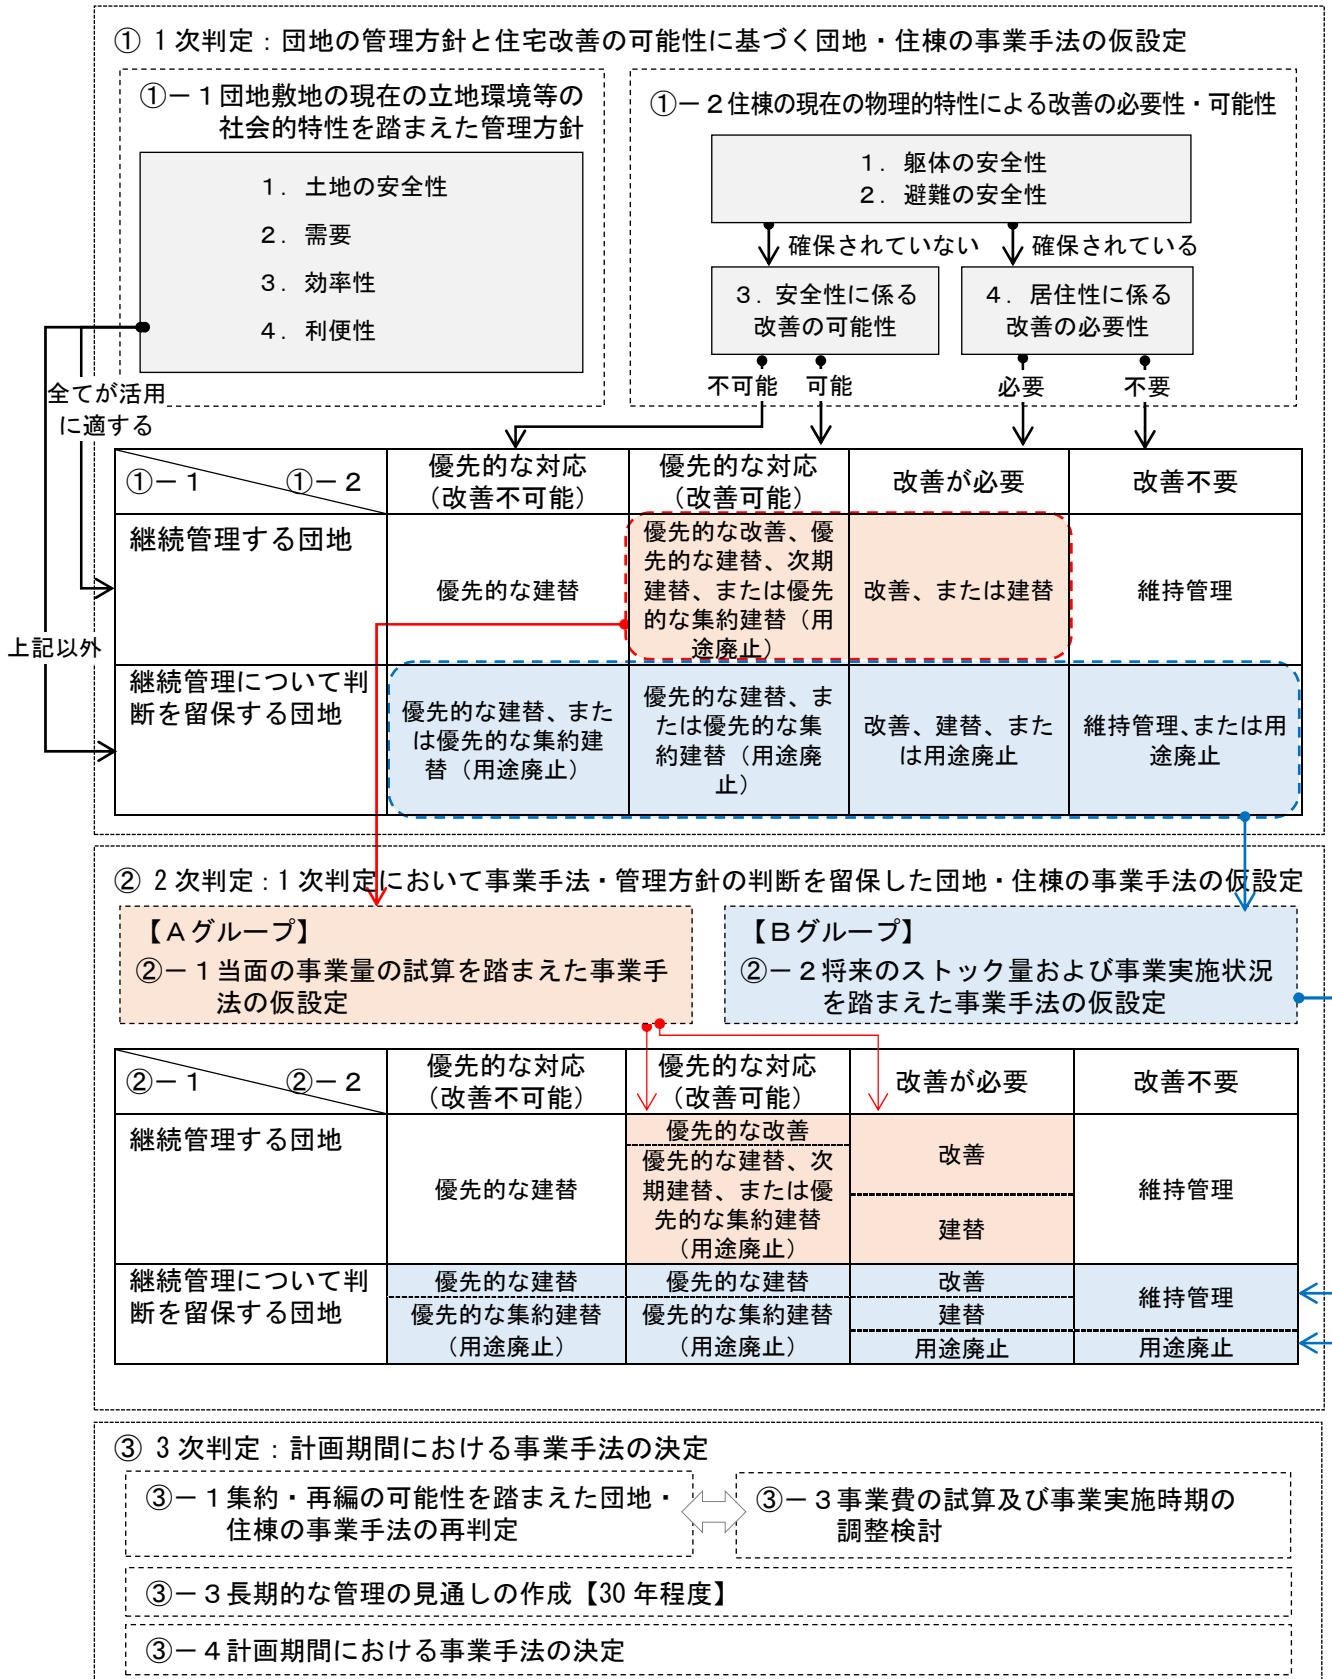 ① 1次判定：団地の管理方針と住宅改善の可能性に基づく団地・住棟の事業手法の仮設定
①－１団地敷地の現在の立地環境等の
社会的特性を踏まえた管理方針
１．土地の安全性
２．需要
３．効率性
４．利便性
①－２住棟の現在の物理的特性による改善の必要性・可能性
１．躯体の安全性
２．避難の安全性
確保されていない
確保されている
３．安全性に係る
改善の可能性
４．居住性に係る
改善の必要性
不可能
可能
必要
不要
全てが活用
に適する
上記以外
①－１ ①－２
優先的な対応
（改善不可能）
優先的な対応
（改善可能）
改善が必要
改善不要
継続管理する団地
優先的な建替
優先的な改善、優
先的な建替、次期
建替、または優先
的な集約建替（用
途廃止）
改善、または建替
維持管理
継続管理について判
断を留保する団地
優先的な建替、また
は優先的な集約建
替（用途廃止）
優先的な建替、ま
たは優先的な集
約建替（用途廃
止）
改善、建替、また
は用途廃止
維持管理、または用
途廃止
② 2次判定：1次判定において事業手法・管理方針の判断を留保した団地・住棟の事業手法の仮設定
【Ａグループ】
②－１当面の事業量の試算を踏まえた事業手
法の仮設定
【Ｂグループ】
②－２将来のストック量および事業実施状況
を踏まえた事業手法の仮設定
②－１ ②－２
優先的な対応
（改善不可能）
優先的な対応
（改善可能）
改善が必要
改善不要
継続管理する団地
優先的な建替
優先的な改善
優先的な建替、次
期建替、または優
先的な集約建替
（用途廃止）
改善
建替
維持管理
継続管理について判
断を留保する団地
優先的な建替
優先的な集約建替
（用途廃止）
優先的な建替
優先的な集約建替
（用途廃止）
改善
建替
用途廃止
維持管理
用途廃止
③ 3次判定：計画期間における事業手法の決定
③－１集約・再編の可能性を踏まえた団地・
住棟の事業手法の再判定
③－３事業費の試算及び事業実施時期の
調整検討
③－３長期的な管理の見通しの作成【30年程度】
③－４計画期間における事業手法の決定